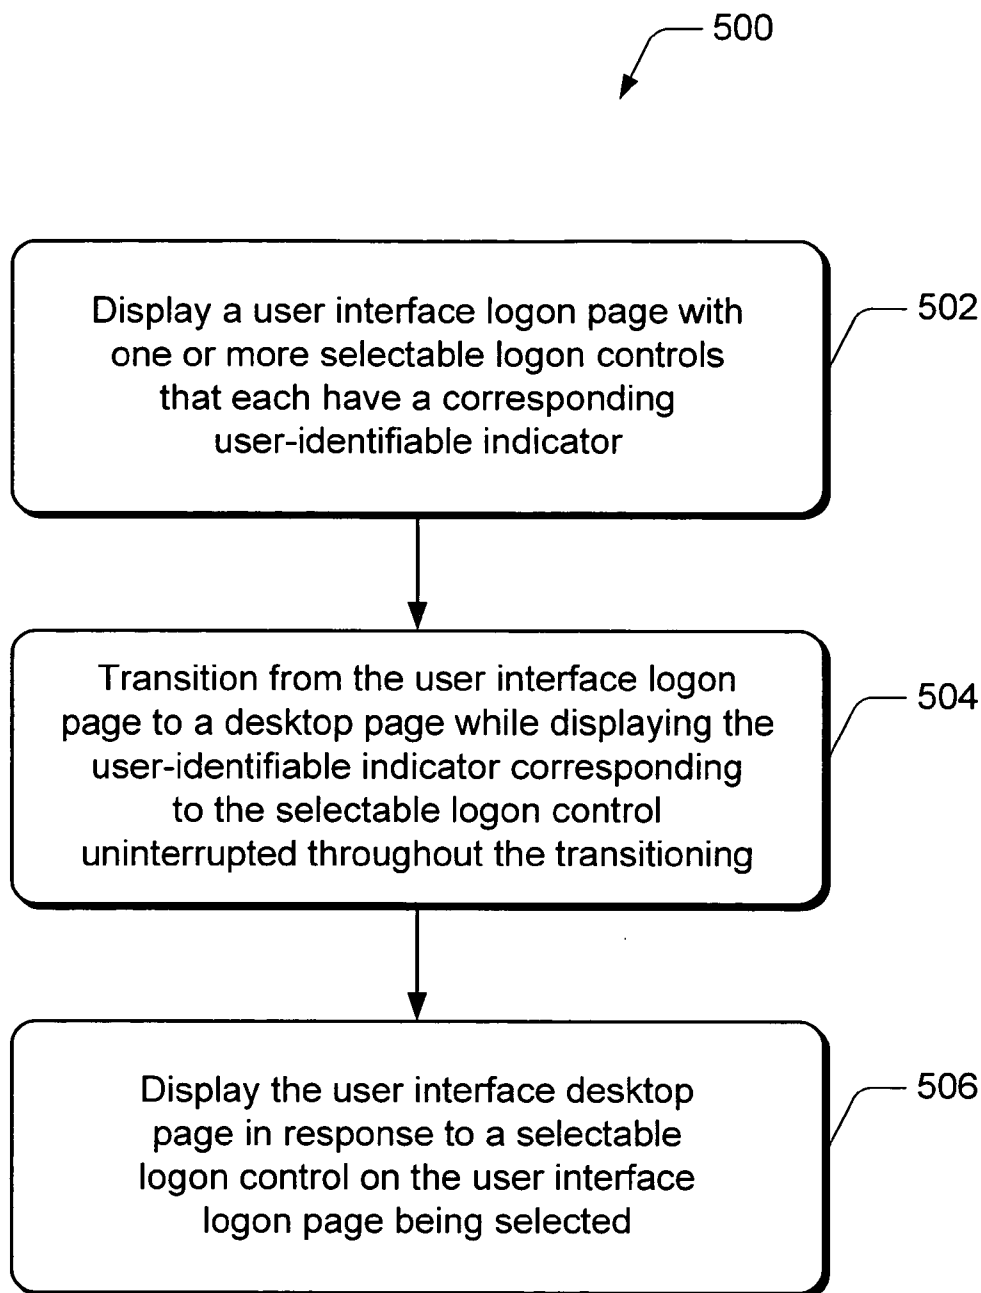 500
Display a user interface logon page with
one or more selectable logon controls
that each have a corresponding
user-identifiable indicator
502
Transition from the user interface logon
page to a desktop page while displaying the
user-identifiable indicator corresponding
to the selectable logon control
uninterrupted throughout the transitioning
504
Display the user interface desktop
page in response to a selectable
logon control on the user interface
logon page being selected
506